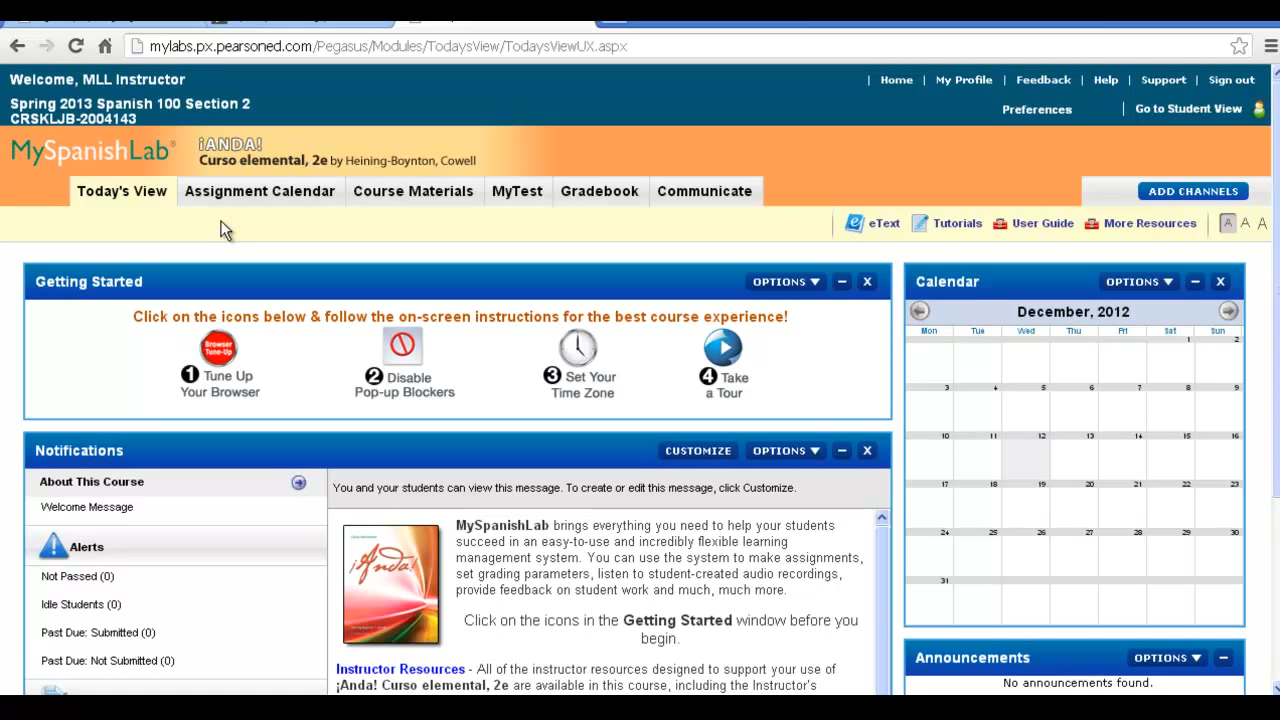 mylabs.px.pearsoned.com/Pegasus/Modules/TodaysView/TodaysViewUX.aspx
Welcome, MLL Instructor
Home | My Profile | Feedback | Help | Support | Sign out
Spring 2013 Spanish 100 Section 2
CRSKLJB-2004143
Preferences | Go to Student View
MySpanishLab®
¡ANDA!
Curso elemental, 2e by Heining-Boynton, Cowell
Today's View
Assignment Calendar
Course Materials
MyTest
Gradebook
Communicate
ADD CHANNELS
eText
Tutorials
User Guide
More Resources
A A A
Getting Started
OPTIONS
Click on the icons below & follow the on-screen instructions for the best course experience!
Browser
Tune-Up
1 Tune Up
Your Browser
2 Disable
Pop-up Blockers
3 Set Your
Time Zone
4 Take
a Tour
Calendar
OPTIONS
December, 2012
Mon Tue Wed Thu Fri Sat Sun
1 2
3 4 5 6 7 8 9
10 11 12 13 14 15 16
17 18 19 20 21 22 23
24 25 26 27 28 29 30
31
Notifications
CUSTOMIZE
OPTIONS
About This Course
Welcome Message
Alerts
Not Passed (0)
Idle Students (0)
Past Due: Submitted (0)
Past Due: Not Submitted (0)
You and your students can view this message. To create or edit this message, click Customize.
¡Anda!
MySpanishLab brings everything you need to help your students
succeed in an easy-to-use and incredibly flexible learning
management system. You can use the system to make assignments,
set grading parameters, listen to student-created audio recordings,
provide feedback on student work and much, much more.
Click on the icons in the Getting Started window before you
begin.
Instructor Resources - All of the instructor resources designed to support your use of
¡Anda! Curso elemental, 2e are available in this course, including the Instructor's
Announcements
OPTIONS
No announcements found.